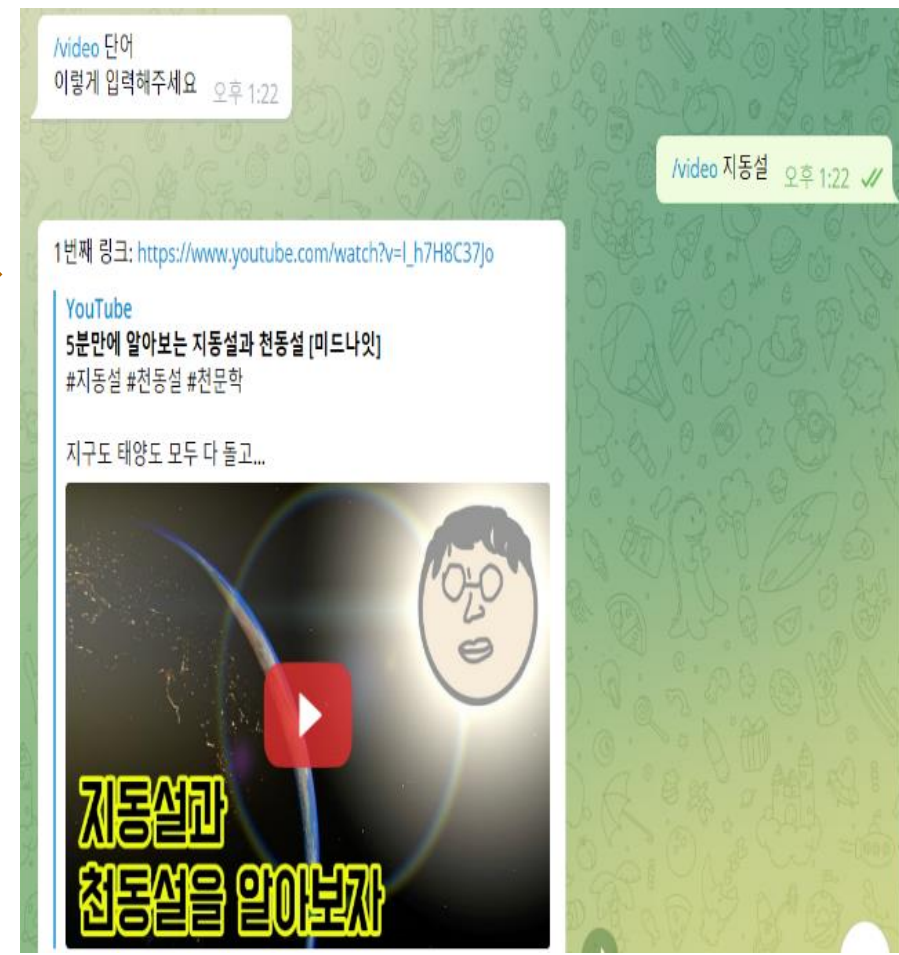 /video 단어
이렇게 입력해주세요 오후 1:22
/video 지동설 오후 1:22
1번째 링크: https://www.youtube.com/watch?v=l_h7H8C37Jo
YouTube
5분만에 알아보는 지동설과 천동설 [미드나잇]
#지동설 #천동설 #천문학
지구도 태양도 모두 다 돌고...
지동설과
천동설을 알아보자